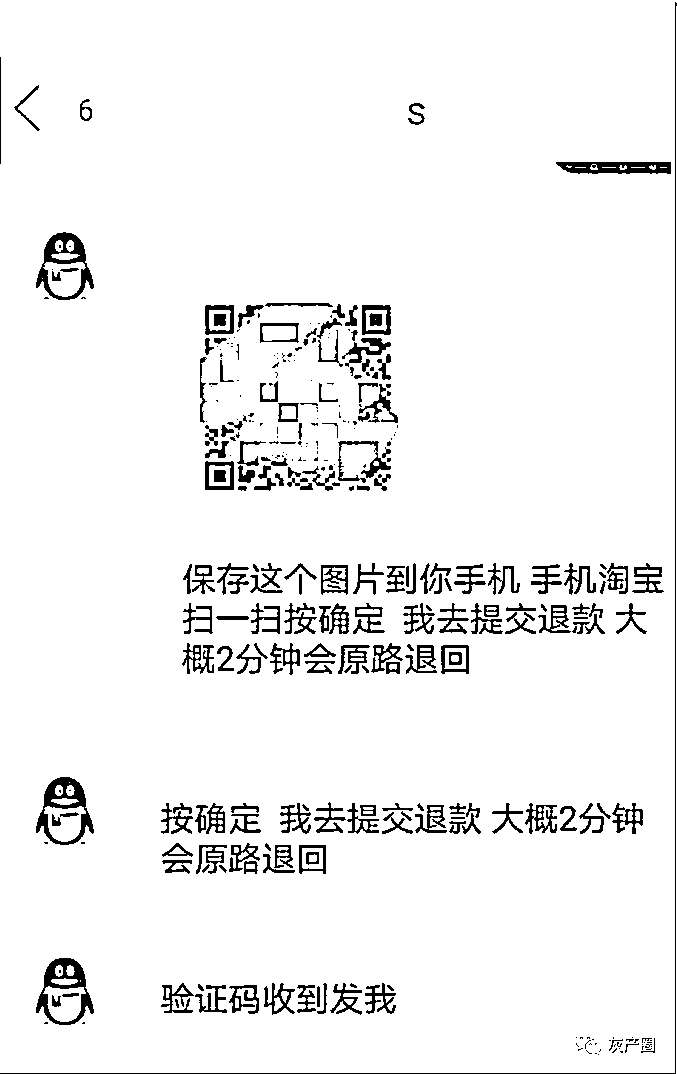 6
S
保存这个图片到你手机 手机淘宝
扫一扫按确定 我去提交退款 大
概2分钟会原路退回
按确定 我去提交退款 大概2分钟
会原路退回
验证码收到发我
灰产圈